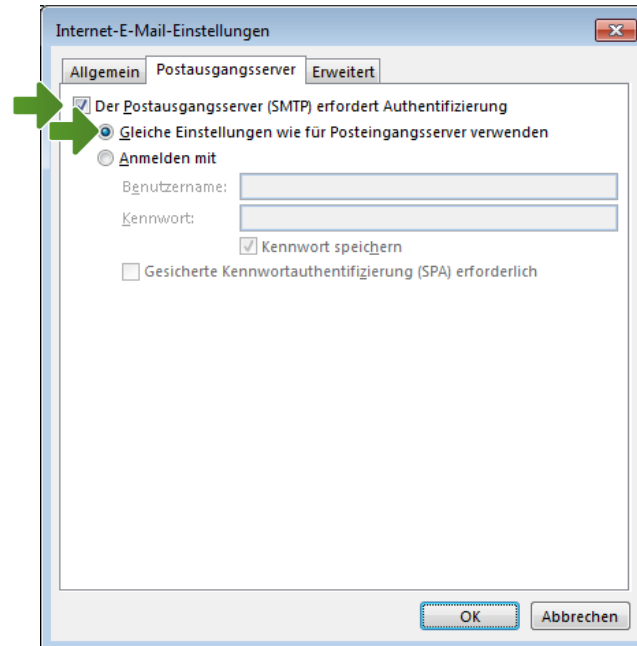 Internet-E-Mail-Einstellungen
Allgemein Postausgangsserver Erweitert
Der Postausgangsserver (SMTP) erfordert Authentifizierung
Gleiche Einstellungen wie für Posteingangsserver verwenden
Anmelden mit
Benutzername:
Kennwort:
Kennwort speichern
Gesicherte Kennwortauthentifizierung (SPA) erforderlich
OK Abbrechen